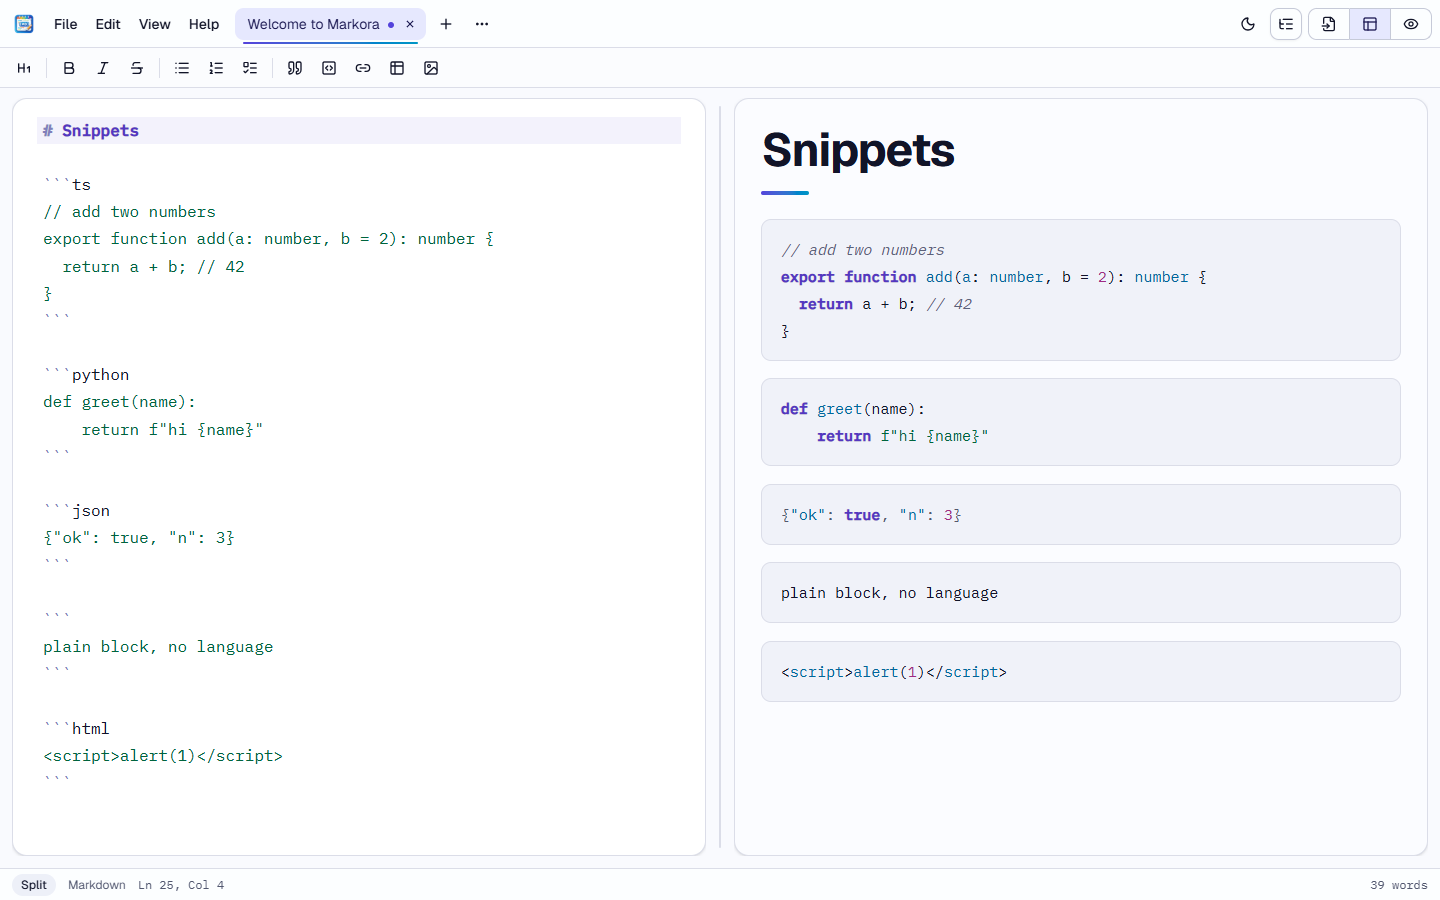 File Edit View Help Welcome to Markora
H1
# Snippets
```ts
// add two numbers
export function add(a: number, b = 2): number {
  return a + b; // 42
}
```
```python
def greet(name):
    return f"hi {name}"
```
```json
{"ok": true, "n": 3}
```
```
plain block, no language
```
```html
<script>alert(1)</script>
```
Snippets
// add two numbers
export function add(a: number, b = 2): number {
  return a + b; // 42
}
def greet(name):
    return f"hi {name}"
{"ok": true, "n": 3}
plain block, no language
<script>alert(1)</script>
Split Markdown Ln 25, Col 4 39 words